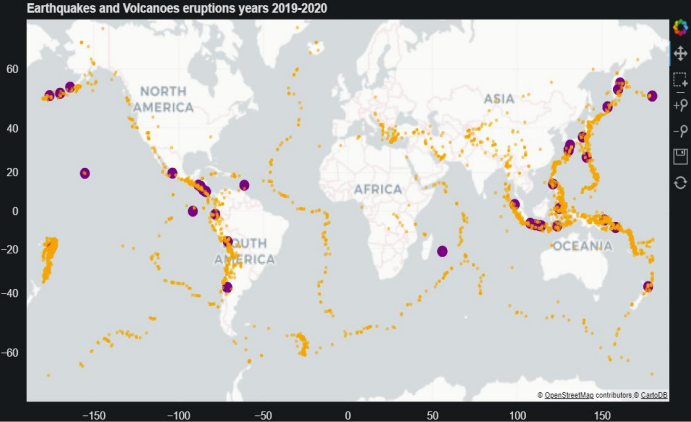 Earthquakes and Volcanoes eruptions years 2019-2020
60
40
20
0
−20
−40
−60
NORTH
AMERICA
ASIA
AFRICA
SOUTH
AMERICA
OCEANIA
© OpenStreetMap contributors,© CartoDB
−150
−100
−50
0
50
100
150